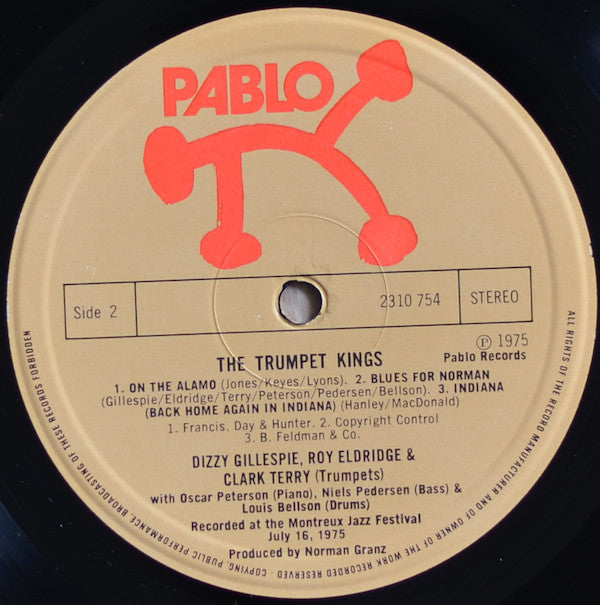 PABLO
Side 2
2310 754
STEREO
℗ 1975
Pablo Records
THE TRUMPET KINGS
1. ON THE ALAMO (Jones/Keyes/Lyons). 2. BLUES FOR NORMAN
(Gillespie/Eldridge/Terry/Peterson/Pedersen/Bellson). 3. INDIANA
(BACK HOME AGAIN IN INDIANA) (Hanley/MacDonald)
1. Francis, Day & Hunter. 2. Copyright Control
3. B. Feldman & Co.
DIZZY GILLESPIE, ROY ELDRIDGE &
CLARK TERRY (Trumpets)
with Oscar Peterson (Piano), Niels Pedersen (Bass) &
Louis Bellson (Drums)
Recorded at the Montreux Jazz Festival
July 16, 1975
Produced by Norman Granz
ALL RIGHTS OF THE RECORD MANUFACTURER AND OF OWNER OF THE WORK RESERVED · COPYING, PUBLIC PERFORMANCE, BROADCASTING OF THESE RECORDS FORBIDDEN